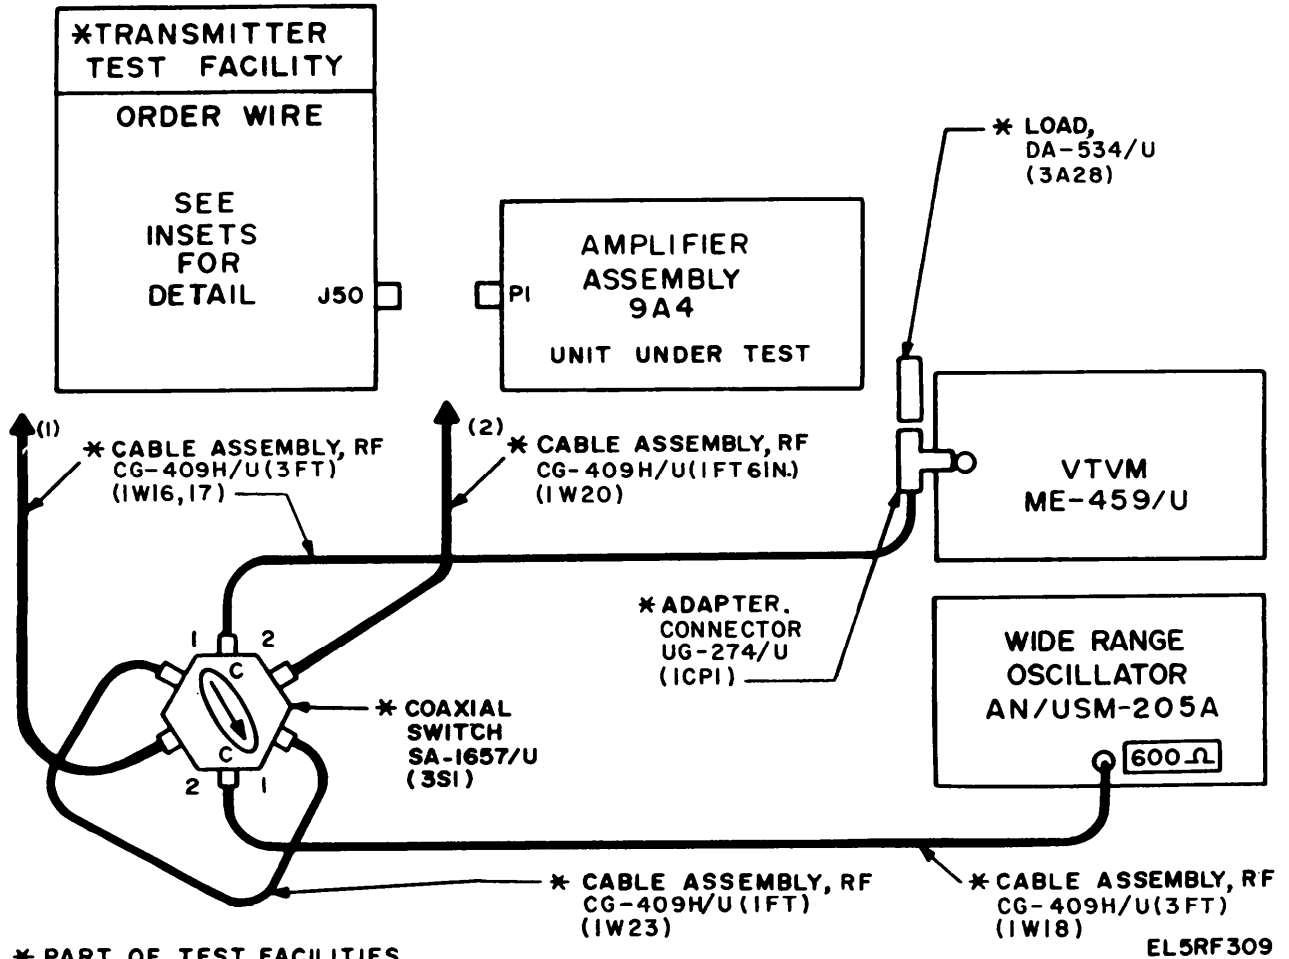 *TRANSMITTER
TEST FACILITY
ORDER WIRE
SEE
INSETS
FOR
DETAIL
J50
P1
AMPLIFIER
ASSEMBLY
9A4
UNIT UNDER TEST
* LOAD,
DA-534/U
(3A28)
(1)
* CABLE ASSEMBLY, RF
CG-409H/U(3FT)
(1W16,17)
(2)
* CABLE ASSEMBLY, RF
CG-409H/U(1FT6IN.)
(1W20)
VTVM
ME-459/U
* ADAPTER.
CONNECTOR
UG-274/U
(1CP1)
WIDE RANGE
OSCILLATOR
AN/USM-205A
600Ω
1
2
C
C
2
1
* COAXIAL
SWITCH
SA-1657/U
(3S1)
* CABLE ASSEMBLY, RF
CG-409H/U(1FT)
(1W23)
* CABLE ASSEMBLY, RF
CG-409H/U(3FT)
(1W18)
* PART OF TEST FACILITIES
EL5RF309